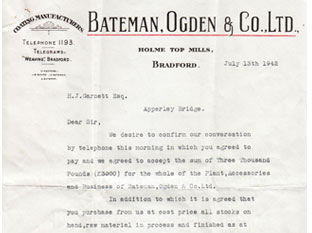 COATING MANUFACTURERS
BATEMAN, OGDEN & CO., LTD.,
TELEPHONE 1193.
TELEGRAMS:
"WEAVING," BRADFORD.
HOLME TOP MILLS,
BRADFORD.
July 13th 1942
H.J.Garnett Esq.
Apperley Bridge.
Dear Sir,
We desire to confirm our conversation
by telephone this morning in which you agreed to
pay and we agreed to accept the sum of Three Thousand
Pounds (£3000) for the whole of the Plant,Accessories
and Business of Bateman,Ogden & Co.Ltd.
In addition to which it is agreed that
you purchase from us at cost price all stocks on
hand,raw material in process and finished as at